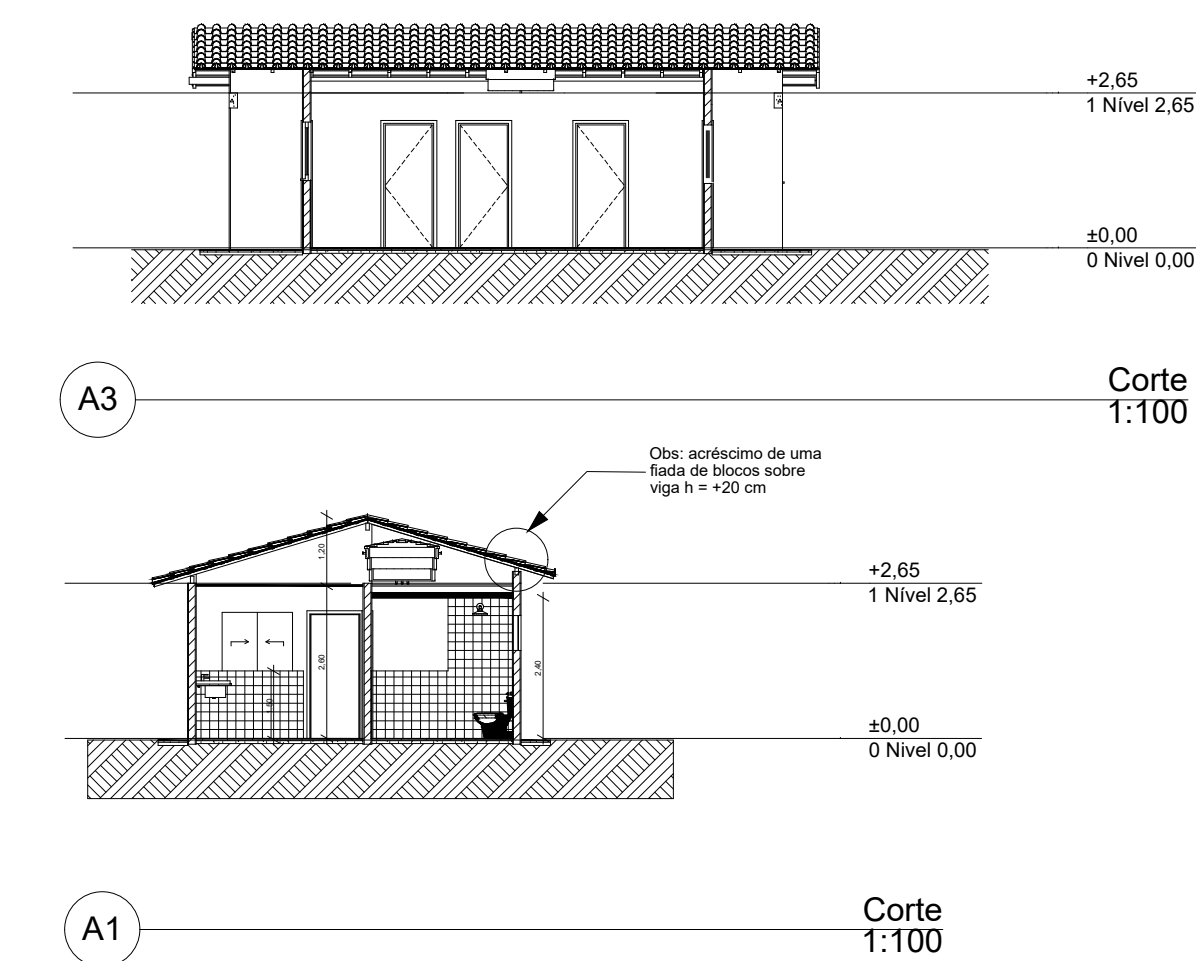 +2,65
1 Nível 2,65
±0,00
0 Nivel 0,00
A3
Corte
1:100
Obs: acréscimo de uma
fiada de blocos sobre
viga h = +20 cm
1,20
+2,65
1 Nível 2,65
2,60
2,40
±0,00
0 Nivel 0,00
A1
Corte
1:100